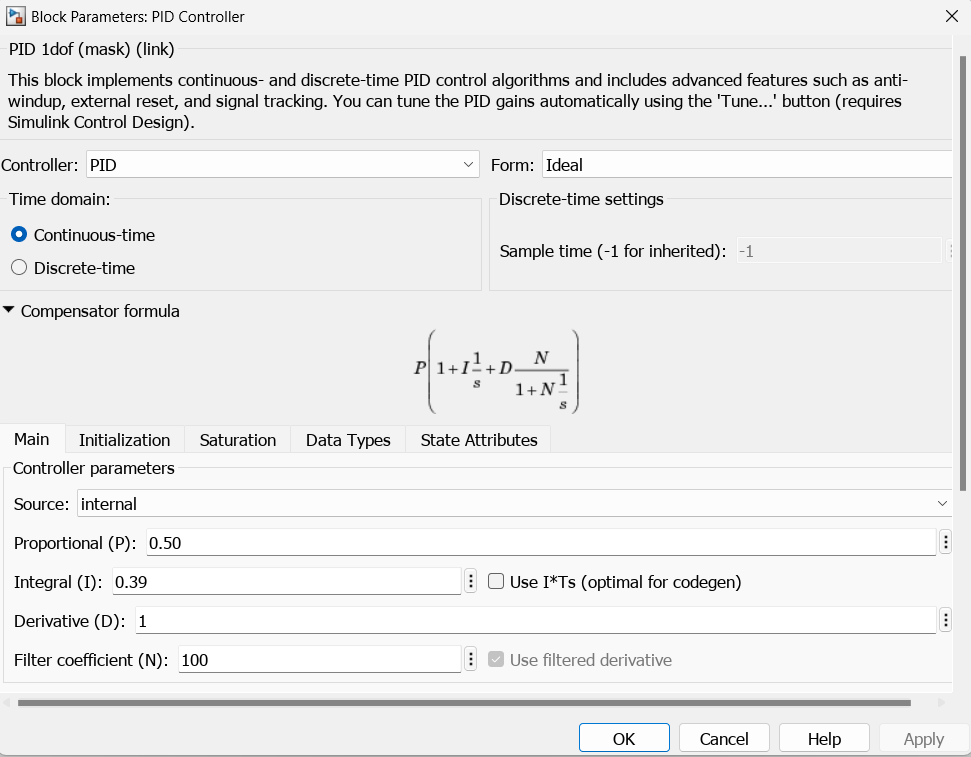 Block Parameters: PID Controller
PID 1dof (mask) (link)
This block implements continuous- and discrete-time PID control algorithms and includes advanced features such as anti-
windup, external reset, and signal tracking. You can tune the PID gains automatically using the 'Tune...' button (requires
Simulink Control Design).
Controller: PID Form: Ideal
Time domain: Discrete-time settings
Continuous-time
Sample time (-1 for inherited): -1
Discrete-time
Compensator formula
P(1+I 1/s + D N/(1+N 1/s))
Main Initialization Saturation Data Types State Attributes
Controller parameters
Source: internal
Proportional (P): 0.50
Integral (I): 0.39 Use I*Ts (optimal for codegen)
Derivative (D): 1
Filter coefficient (N): 100 Use filtered derivative
OK Cancel Help Apply